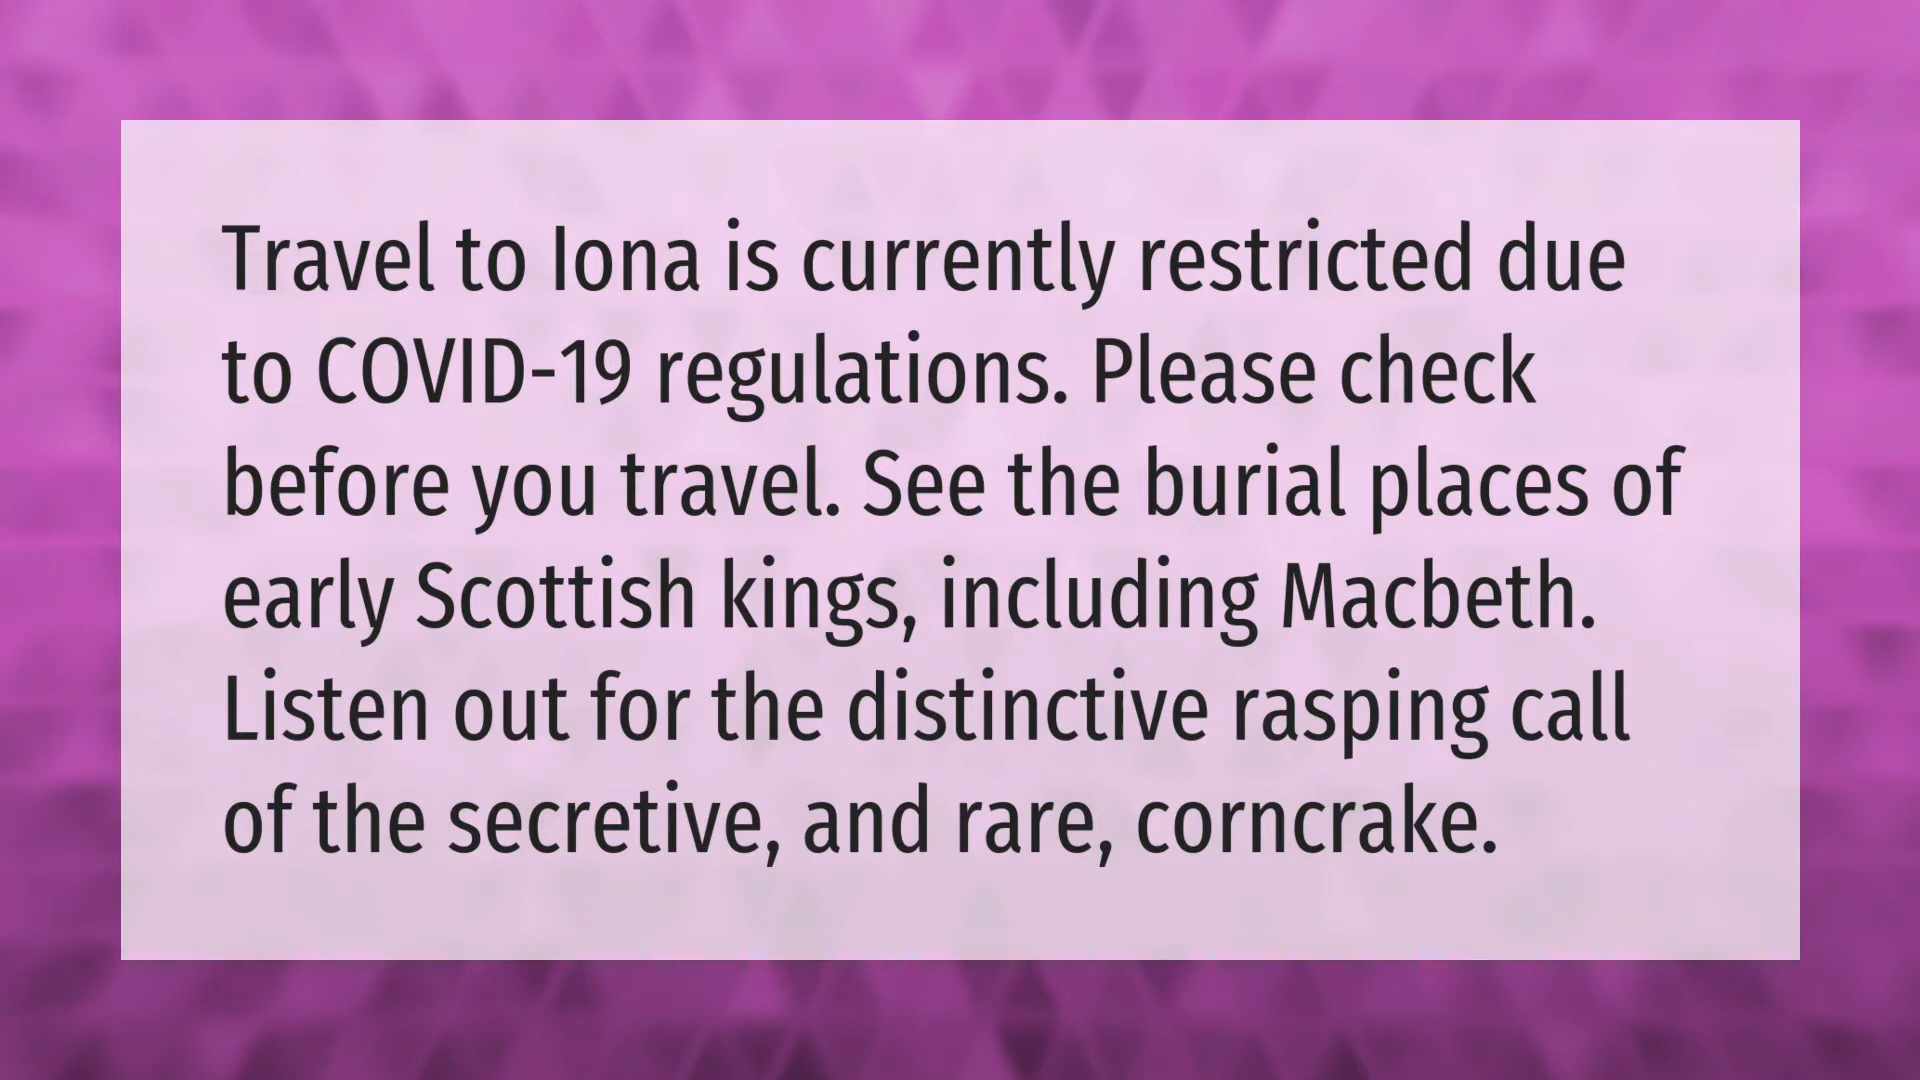 Travel to Iona is currently restricted due
to COVID-19 regulations. Please check
before you travel. See the burial places of
early Scottish kings, including Macbeth.
Listen out for the distinctive rasping call
of the secretive, and rare, corncrake.